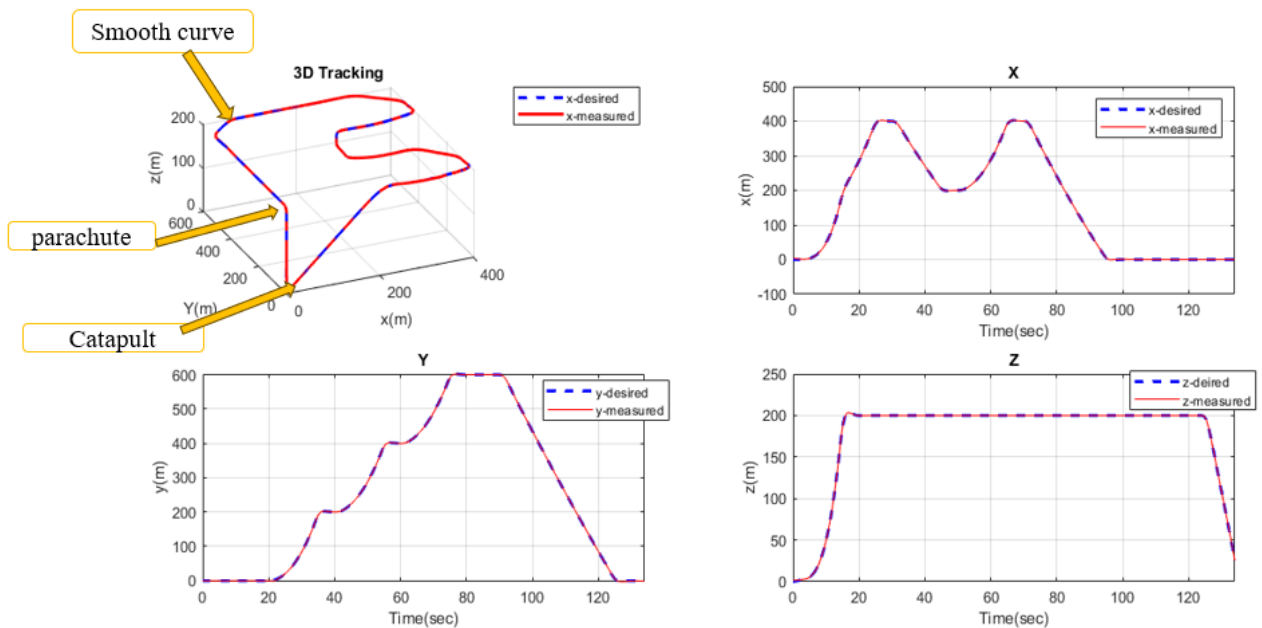 Smooth curve
3D Tracking
x-desired
x-measured
200
100
0
z(m)
600
400
200
0
Y(m)
0
200
400
x(m)
parachute
Catapult
X
500
400
300
200
100
0
-100
x(m)
x-desired
x-measured
0 20 40 60 80 100 120
Time(sec)
Y
600
500
400
300
200
100
0
y(m)
y-desired
y-measured
0 20 40 60 80 100 120
Time(sec)
Z
250
200
150
100
50
0
z(m)
z-deired
z-measured
0 20 40 60 80 100 120
Time(sec)